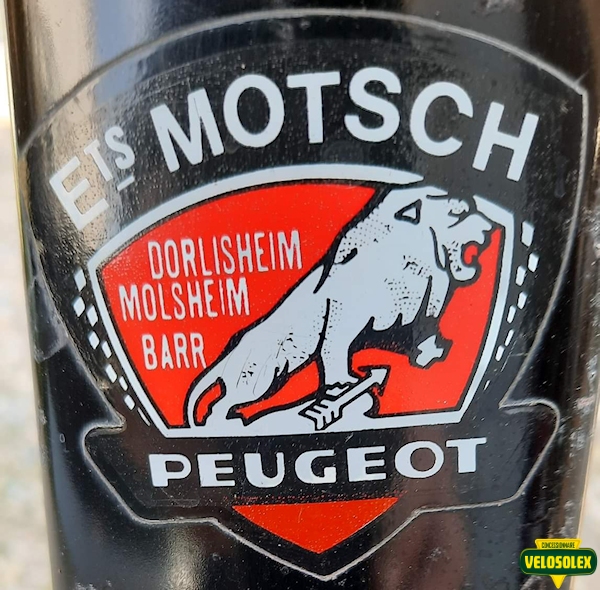 ETS MOTSCH
DORLISHEIM
MOLSHEIM
BARR
PEUGEOT
CONCESSIONNAIRE
VELOSOLEX